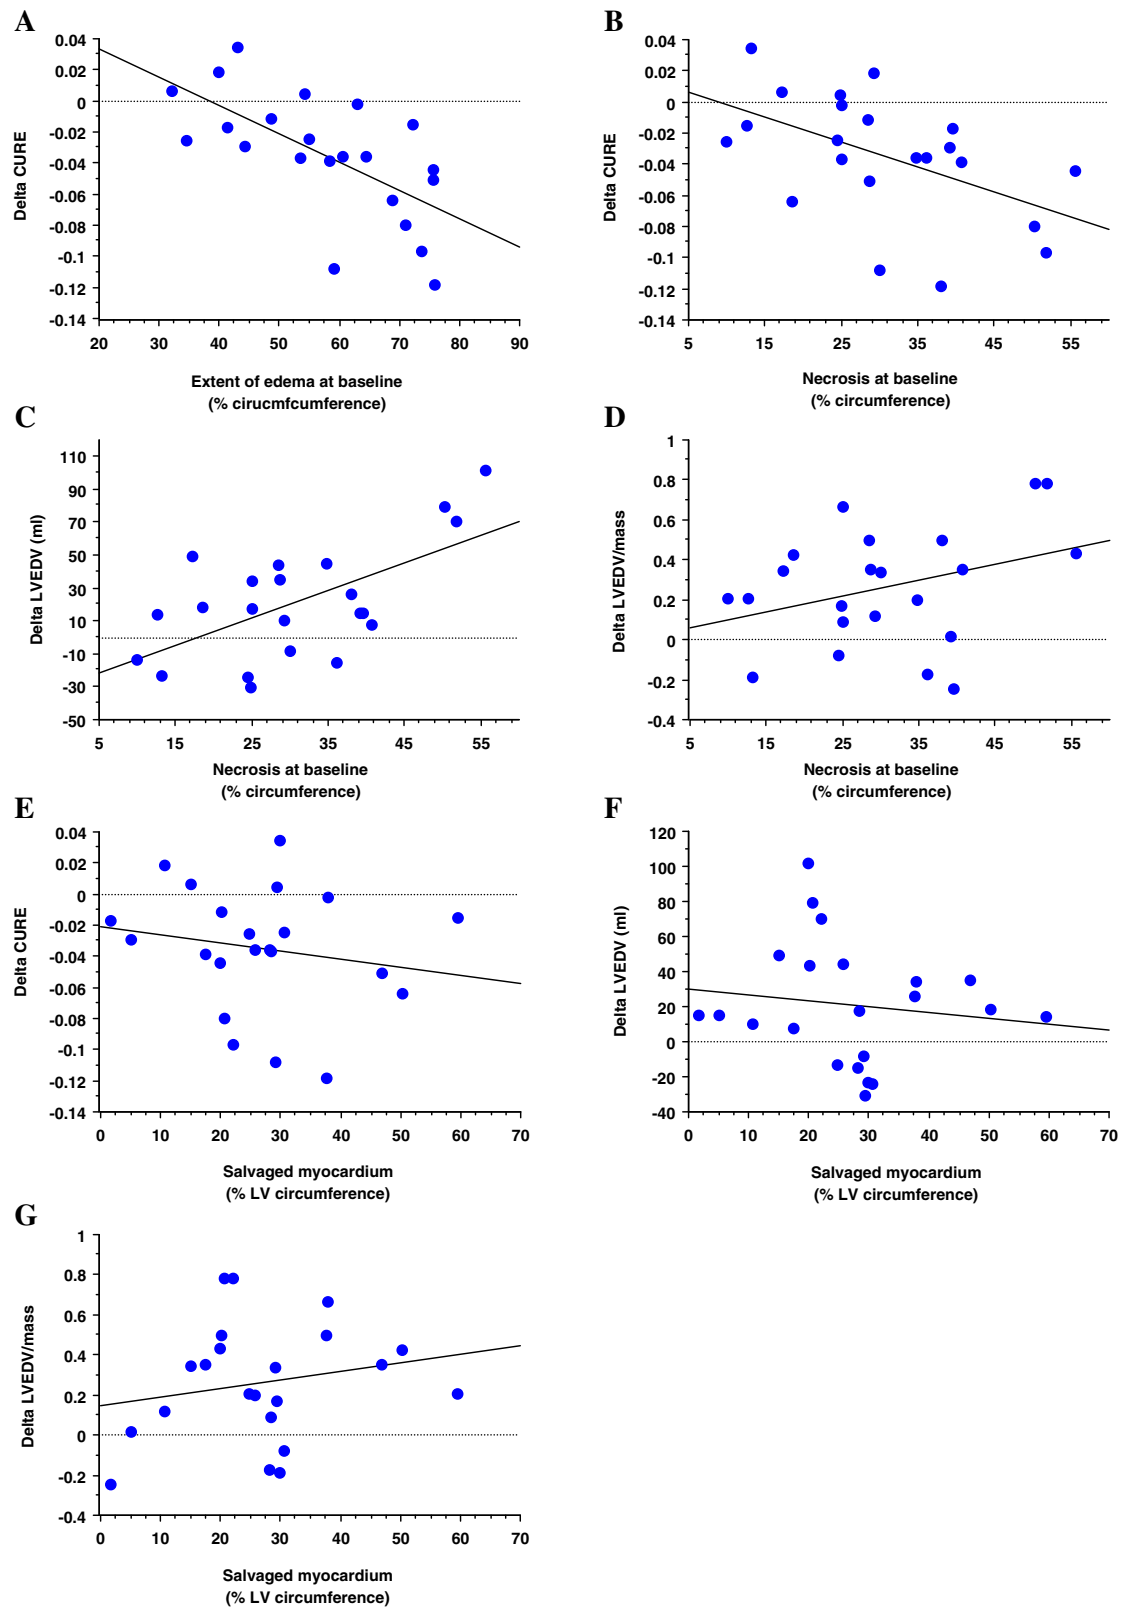 A
0.04
0.02
0
-0.02
-0.04
-0.06
-0.08
-0.1
-0.12
-0.14
Delta CURE
20 30 40 50 60 70 80 90
Extent of edema at baseline
(% cirucmfcumference)
B
0.04
0.02
0
-0.02
-0.04
-0.06
-0.08
-0.1
-0.12
-0.14
Delta CURE
5 15 25 35 45 55
Necrosis at baseline
(% circumference)
C
110
90
70
50
30
10
-10
-30
-50
Delta LVEDV (ml)
5 15 25 35 45 55
Necrosis at baseline
(% circumference)
D
1
0.8
0.6
0.4
0.2
0
-0.2
-0.4
Delta LVEDV/mass
5 15 25 35 45 55
Necrosis at baseline
(% circumference)
E
0.04
0.02
0
-0.02
-0.04
-0.06
-0.08
-0.1
-0.12
-0.14
Delta CURE
0 10 20 30 40 50 60 70
Salvaged myocardium
(% LV circumference)
F
120
100
80
60
40
20
0
-20
-40
Delta LVEDV (ml)
0 10 20 30 40 50 60 70
Salvaged myocardium
(% LV circumference)
G
1
0.8
0.6
0.4
0.2
0
-0.2
-0.4
Delta LVEDV/mass
0 10 20 30 40 50 60 70
Salvaged myocardium
(% LV circumference)